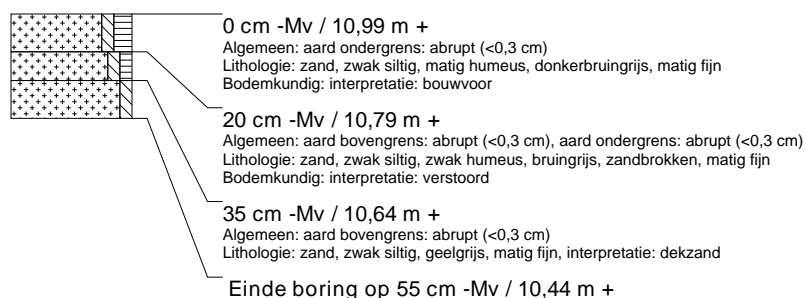 0 cm -Mv / 10,99 m +
Algemeen: aard ondergrens: abrupt (<0,3 cm)
Lithologie: zand, zwak siltig, matig humeus, donkerbruingrijs, matig fijn
Bodemkundig: interpretatie: bouwvoor
20 cm -Mv / 10,79 m +
Algemeen: aard bovengrens: abrupt (<0,3 cm), aard ondergrens: abrupt (<0,3 cm)
Lithologie: zand, zwak siltig, zwak humeus, bruingrijs, zandbrokken, matig fijn
Bodemkundig: interpretatie: verstoord
35 cm -Mv / 10,64 m +
Algemeen: aard bovengrens: abrupt (<0,3 cm)
Lithologie: zand, zwak siltig, geelgrijs, matig fijn, interpretatie: dekzand
Einde boring op 55 cm -Mv / 10,44 m +